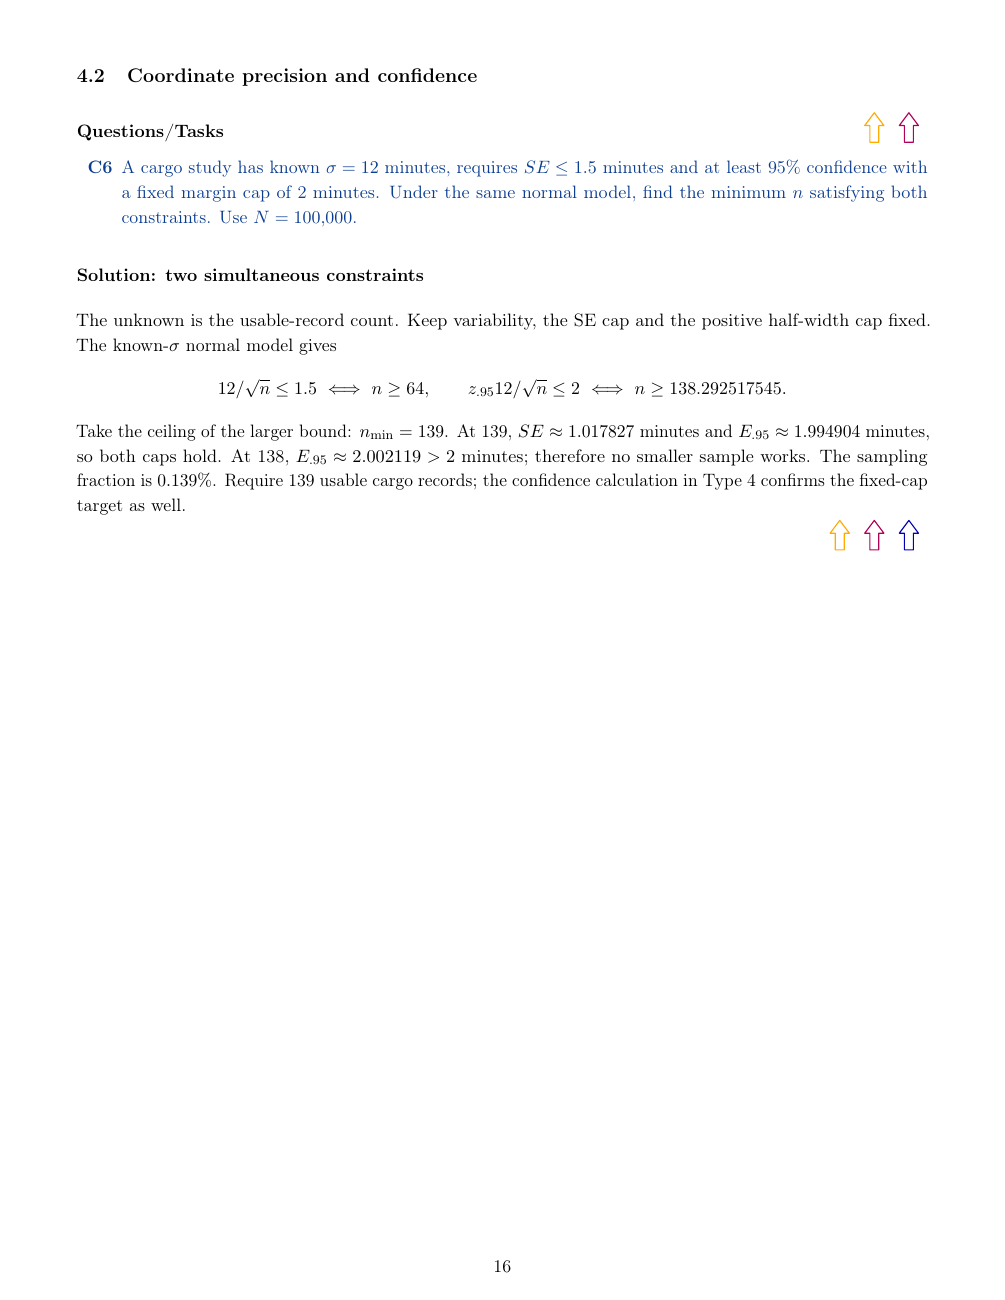 4.2 Coordinate precision and confidence
Questions/Tasks
C6 A cargo study has known σ = 12 minutes, requires SE ≤ 1.5 minutes and at least 95% confidence with
a fixed margin cap of 2 minutes. Under the same normal model, find the minimum n satisfying both
constraints. Use N = 100,000.
Solution: two simultaneous constraints
The unknown is the usable-record count. Keep variability, the SE cap and the positive half-width cap fixed.
The known-σ normal model gives
12/√n ≤ 1.5 ⟺ n ≥ 64, z.95 12/√n ≤ 2 ⟺ n ≥ 138.292517545.
Take the ceiling of the larger bound: nmin = 139. At 139, SE ≈ 1.017827 minutes and E.95 ≈ 1.994904 minutes,
so both caps hold. At 138, E.95 ≈ 2.002119 > 2 minutes; therefore no smaller sample works. The sampling
fraction is 0.139%. Require 139 usable cargo records; the confidence calculation in Type 4 confirms the fixed-cap
target as well.
16